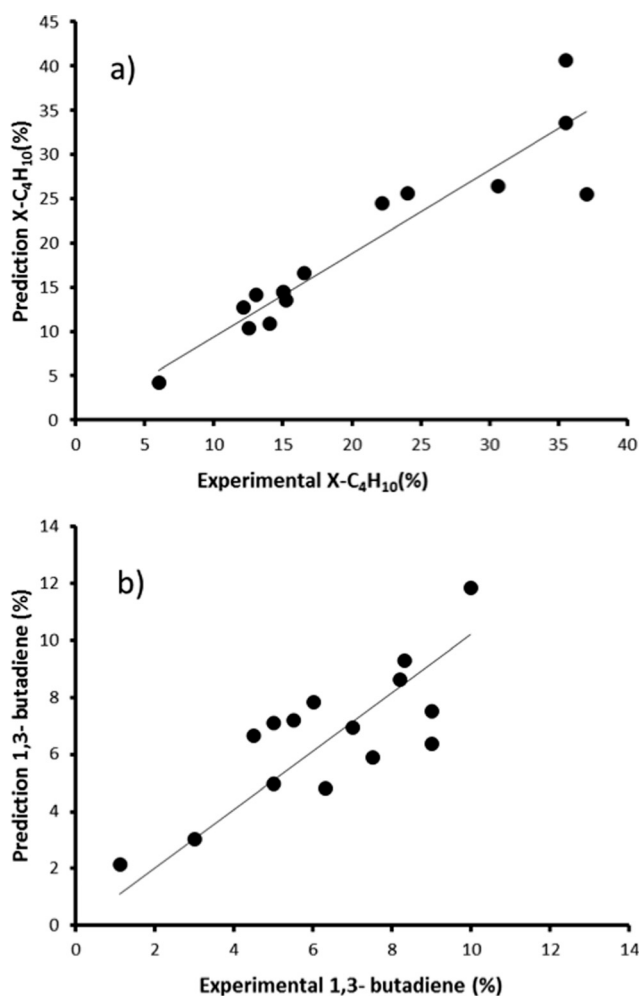 a)
Prediction X-C₄H₁₀(%)
45
40
35
30
25
20
15
10
5
0
0 5 10 15 20 25 30 35 40
Experimental X-C₄H₁₀(%)
b)
Prediction 1,3- butadiene (%)
14
12
10
8
6
4
2
0
0 2 4 6 8 10 12 14
Experimental 1,3- butadiene (%)